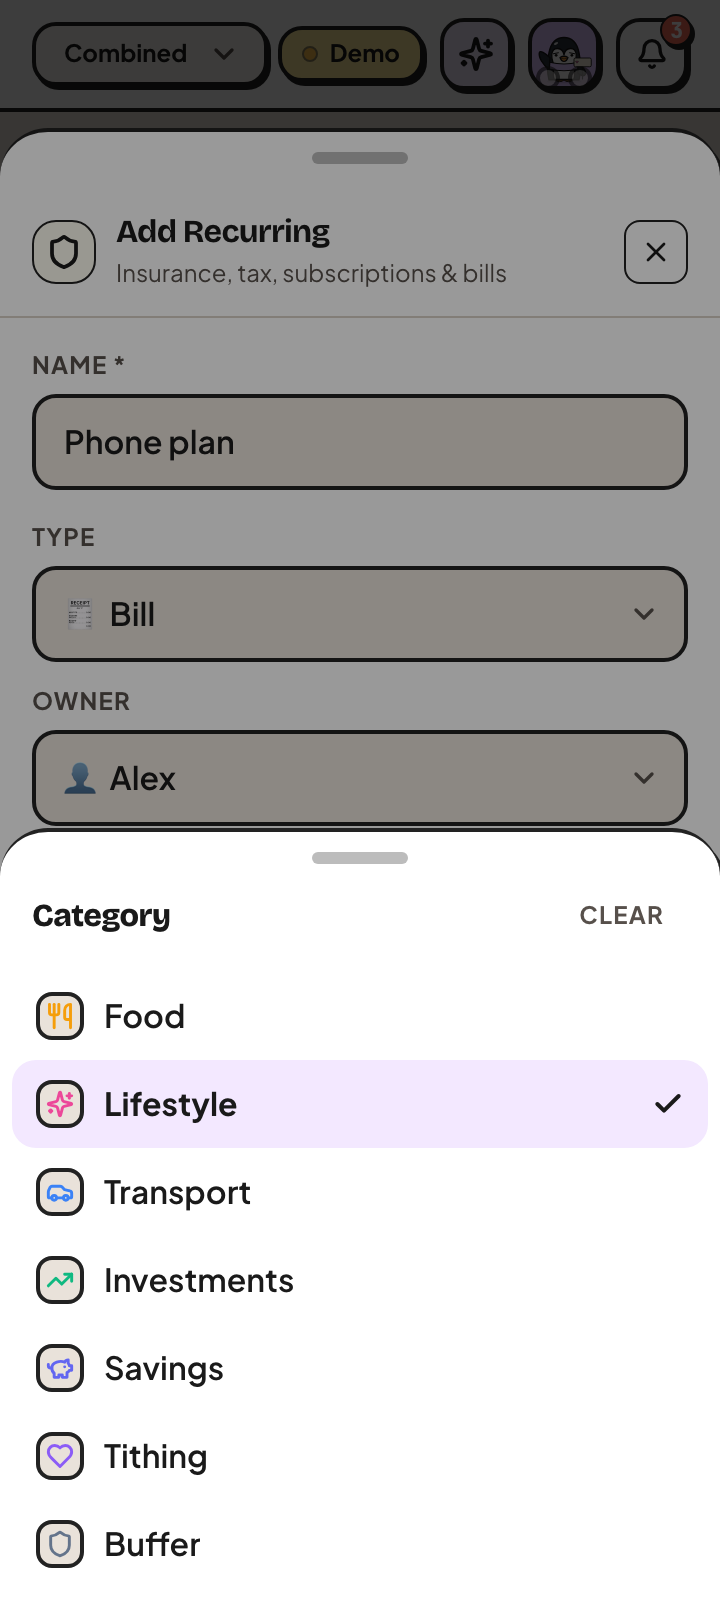 Combined
Demo
3
Add Recurring
Insurance, tax, subscriptions & bills
NAME *
Phone plan
TYPE
RECEIPT
Bill
OWNER
Alex
Category
CLEAR
Food
Lifestyle
Transport
Investments
Savings
Tithing
Buffer